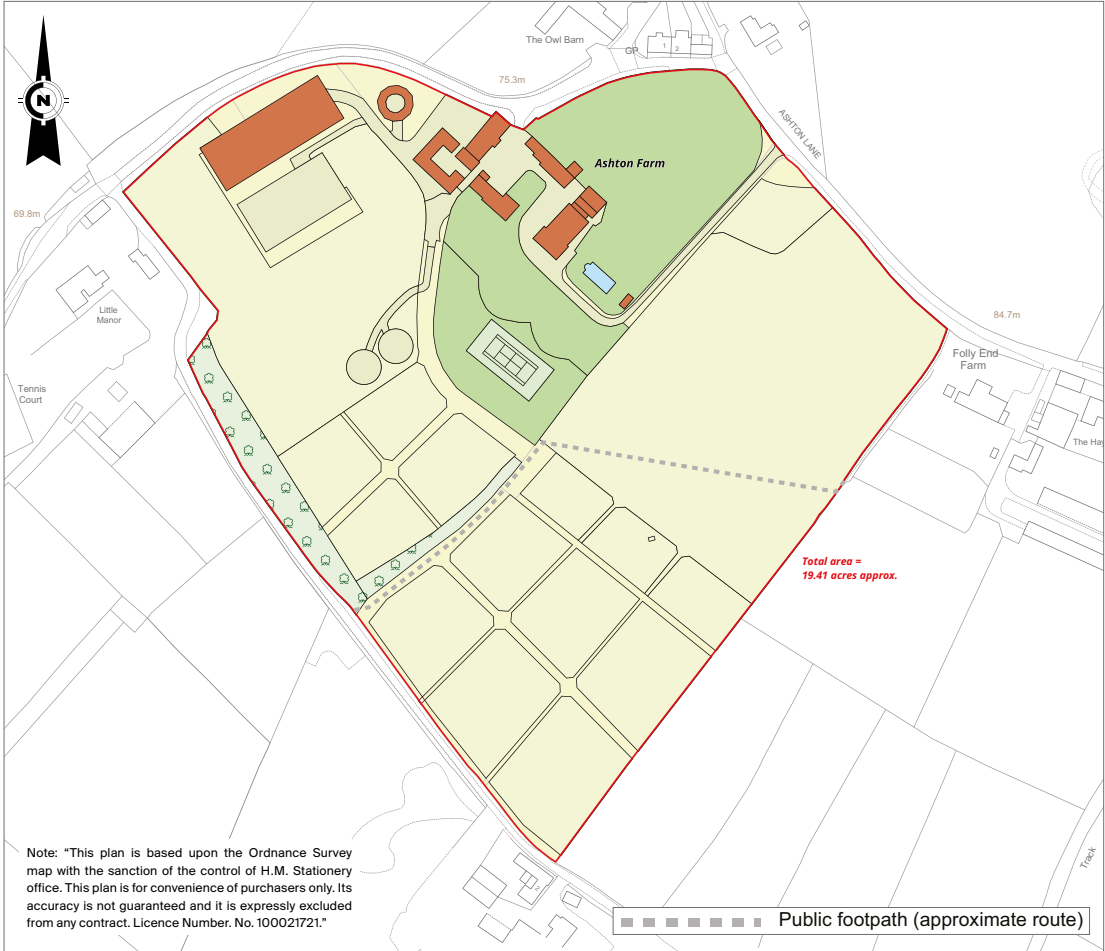 The Owl Barn
GP
1
2
75.3m
N
ASHTON LANE
Ashton Farm
69.8m
Little
Manor
84.7m
Folly End
Farm
Tennis
Court
The Hay
Total area =
19.41 acres approx.
Track
2
Note: “This plan is based upon the Ordnance Survey
map with the sanction of the control of H.M. Stationery
office. This plan is for convenience of purchasers only. Its
accuracy is not guaranteed and it is expressly excluded
from any contract. Licence Number. No. 100021721.”
Public footpath (approximate route)